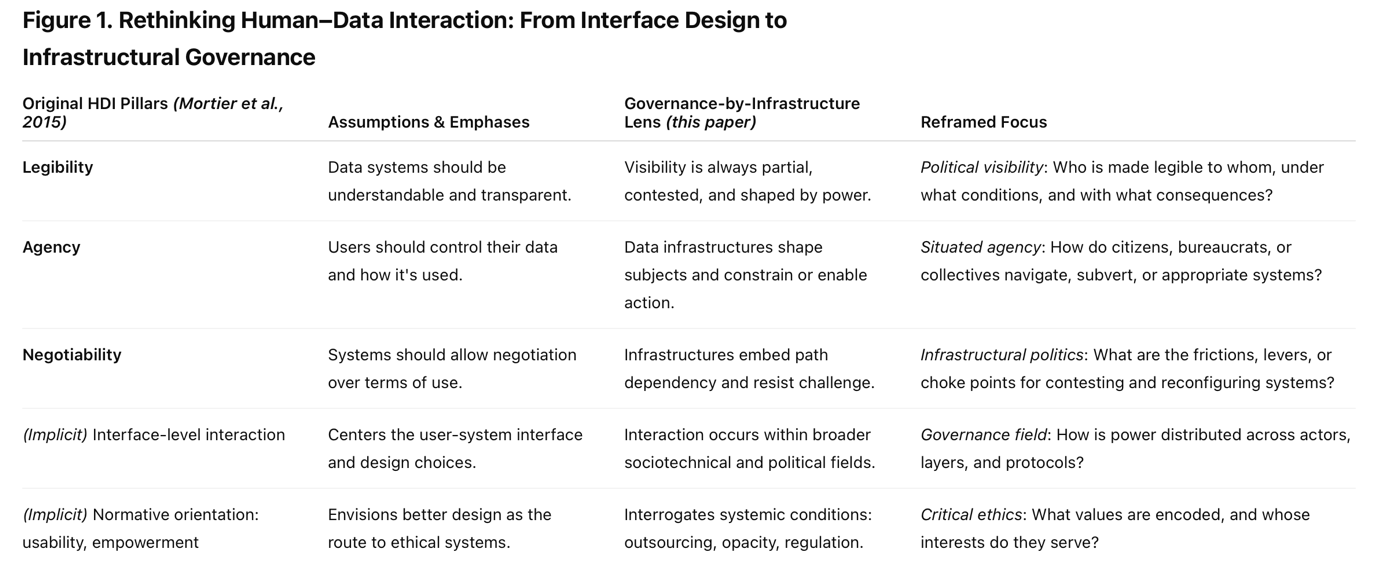 Figure 1. Rethinking Human–Data Interaction: From Interface Design to
Infrastructural Governance
Original HDI Pillars (Mortier et al.,
2015)
Assumptions & Emphases
Governance-by-Infrastructure
Lens (this paper)
Reframed Focus
Legibility
Data systems should be
understandable and transparent.
Visibility is always partial,
contested, and shaped by power.
Political visibility: Who is made legible to whom, under
what conditions, and with what consequences?
Agency
Users should control their data
and how it's used.
Data infrastructures shape
subjects and constrain or enable
action.
Situated agency: How do citizens, bureaucrats, or
collectives navigate, subvert, or appropriate systems?
Negotiability
Systems should allow negotiation
over terms of use.
Infrastructures embed path
dependency and resist challenge.
Infrastructural politics: What are the frictions, levers, or
choke points for contesting and reconfiguring systems?
(Implicit) Interface-level interaction
Centers the user-system interface
and design choices.
Interaction occurs within broader
sociotechnical and political fields.
Governance field: How is power distributed across actors,
layers, and protocols?
(Implicit) Normative orientation:
usability, empowerment
Envisions better design as the
route to ethical systems.
Interrogates systemic conditions:
outsourcing, opacity, regulation.
Critical ethics: What values are encoded, and whose
interests do they serve?